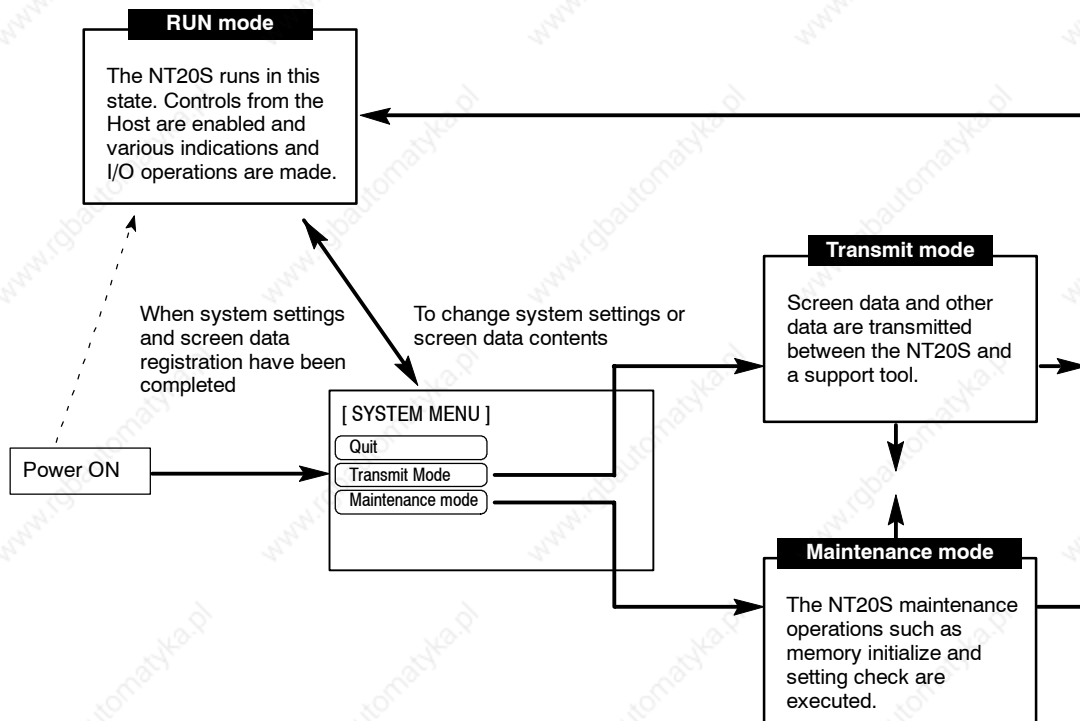 RUN mode
The NT20S runs in this
state. Controls from the
Host are enabled and
various indications and
I/O operations are made.
When system settings
and screen data
registration have been
completed
To change system settings or
screen data contents
Power ON
[ SYSTEM MENU ]
Quit
Transmit Mode
Maintenance mode
Transmit mode
Screen data and other
data are transmitted
between the NT20S and
a support tool.
Maintenance mode
The NT20S maintenance
operations such as
memory initialize and
setting check are
executed.
www.rgbautomatyka.pl